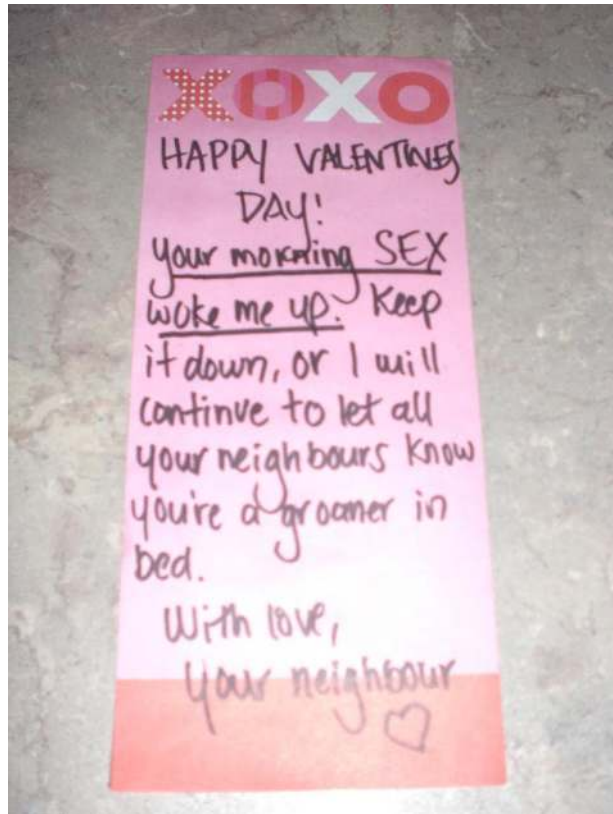 XOXO
HAPPY VALENTINES
DAY!
your morning SEX
woke me up. Keep
it down, or I will
continue to let all
your neighbours know
you're a groaner in
bed.
With love,
Your neighbour